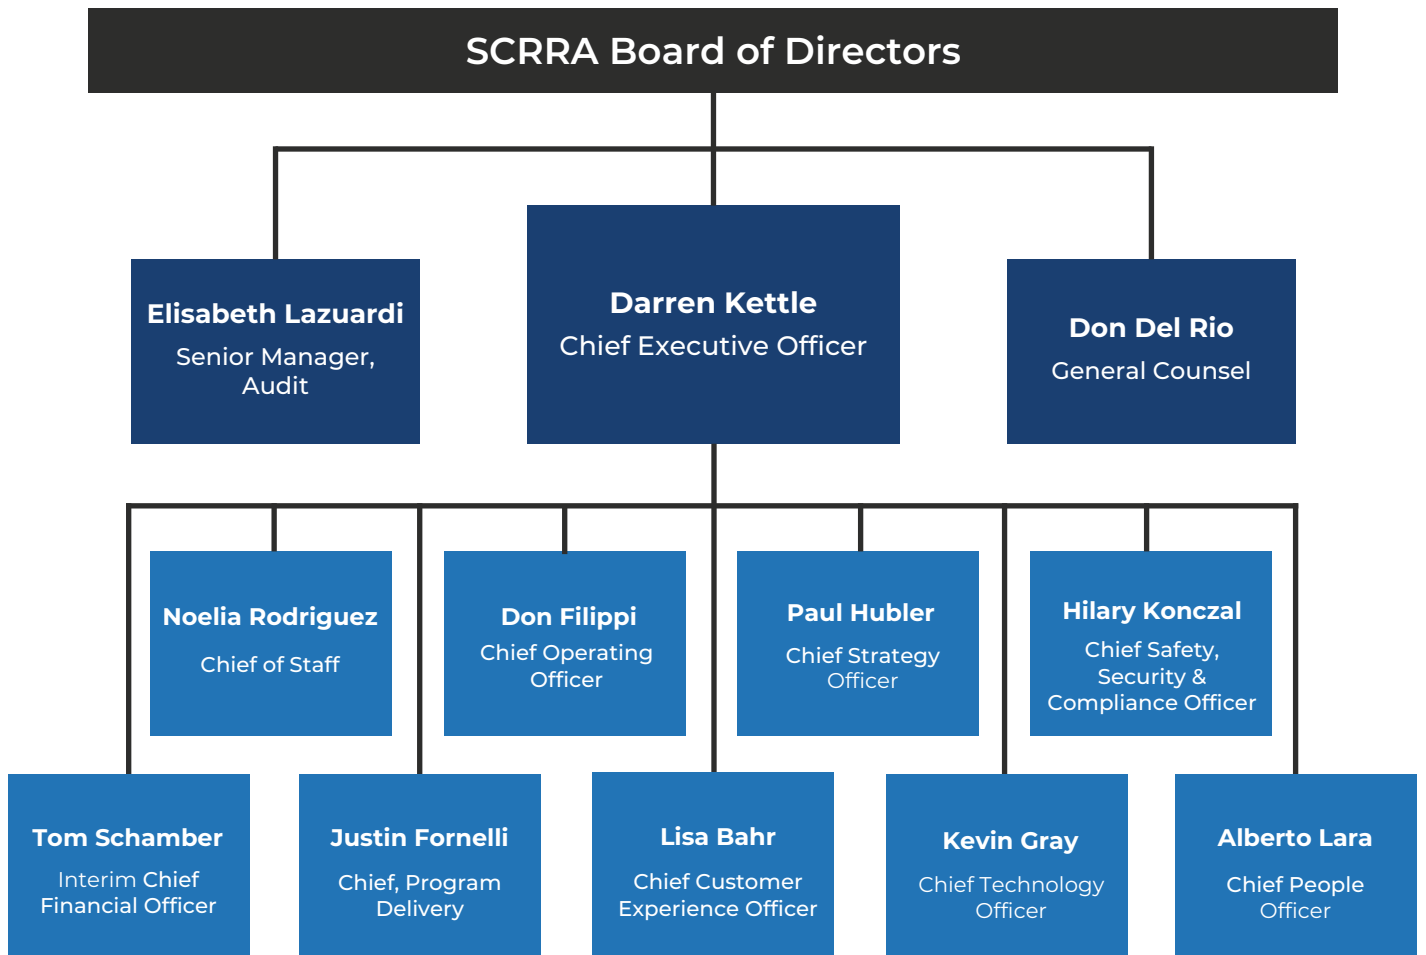 SCRRA Board of Directors
Elisabeth Lazuardi
Senior Manager,
Audit
Darren Kettle
Chief Executive Officer
Don Del Rio
General Counsel
Noelia Rodriguez
Chief of Staff
Don Filippi
Chief Operating
Officer
Paul Hubler
Chief Strategy
Officer
Hilary Konczal
Chief Safety,
Security &
Compliance Officer
Tom Schamber
Interim Chief
Financial Officer
Justin Fornelli
Chief, Program
Delivery
Lisa Bahr
Chief Customer
Experience Officer
Kevin Gray
Chief Technology
Officer
Alberto Lara
Chief People
Officer